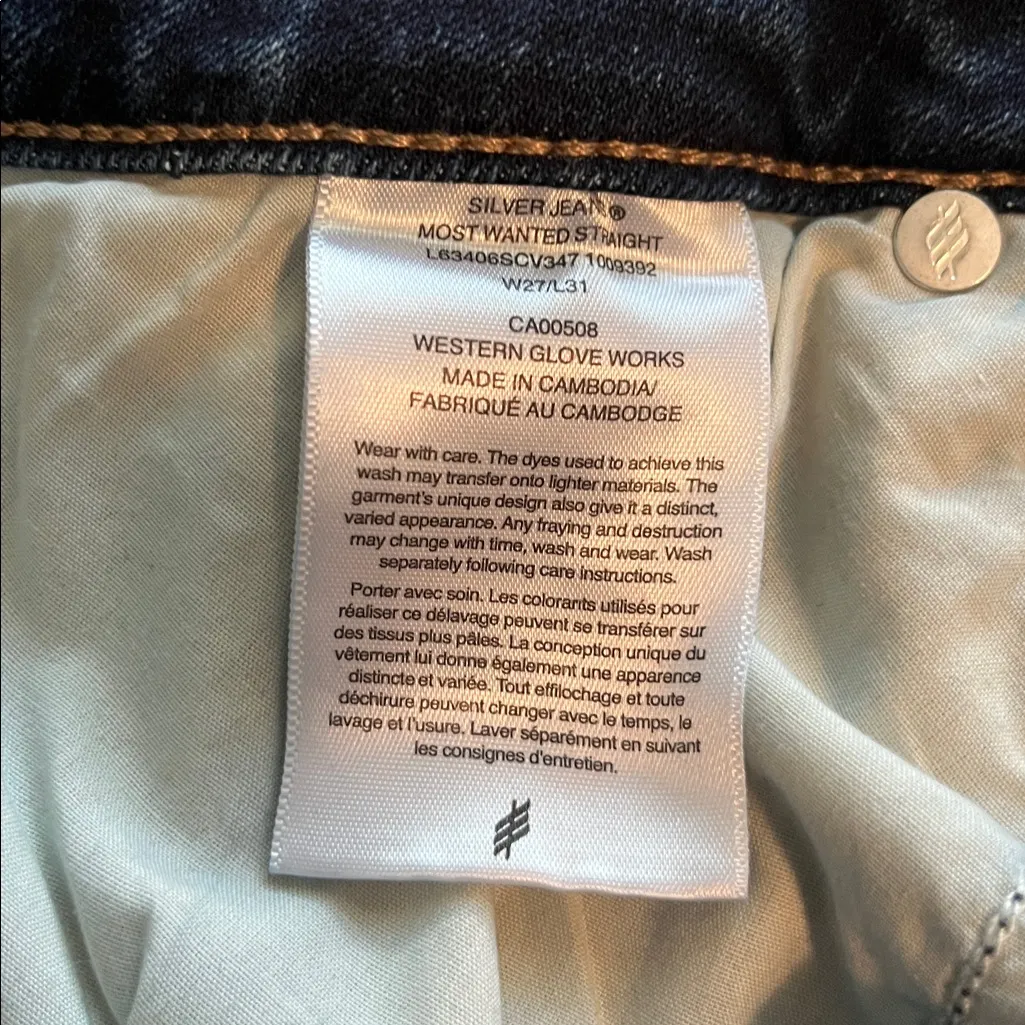 SILVER JEANS®
MOST WANTED STRAIGHT
L63406SCV347 1009392
W27/L31
CA00508
WESTERN GLOVE WORKS
MADE IN CAMBODIA/
FABRIQUÉ AU CAMBODGE
Wear with care. The dyes used to achieve this
wash may transfer onto lighter materials. The
garment's unique design also give it a distinct,
varied appearance. Any fraying and destruction
may change with time, wash and wear. Wash
separately following care instructions.
Porter avec soin. Les colorants utilisés pour
réaliser ce délavage peuvent se transférer sur
des tissus plus pâles. La conception unique du
vêtement lui donne également une apparence
distincte et variée. Tout effilochage et toute
déchirure peuvent changer avec le temps, le
lavage et l'usure. Laver séparément en suivant
les consignes d'entretien.